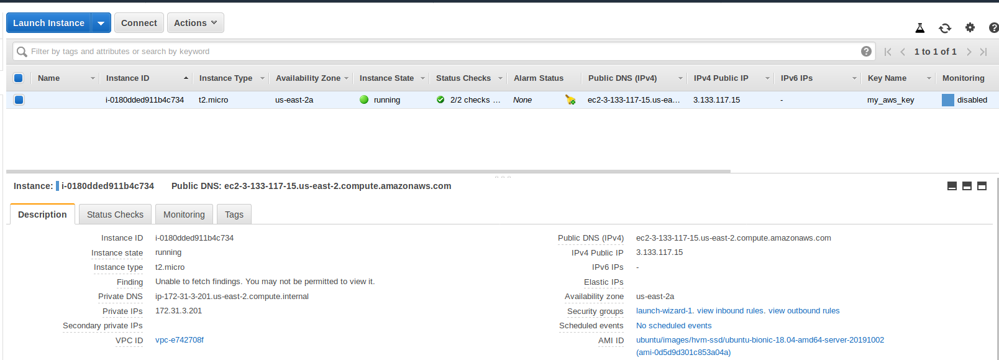 Launch Instance Connect Actions
Filter by tags and attributes or search by keyword 1 to 1 of 1
Name Instance ID Instance Type Availability Zone Instance State Status Checks Alarm Status Public DNS (IPv4) IPv4 Public IP IPv6 IPs Key Name Monitoring
i-0180dded911b4c734 t2.micro us-east-2a running 2/2 checks ... None ec2-3-133-117-15.us-ea... 3.133.117.15 - my_aws_key disabled
Instance: i-0180dded911b4c734 Public DNS: ec2-3-133-117-15.us-east-2.compute.amazonaws.com
Description Status Checks Monitoring Tags
Instance ID i-0180dded911b4c734 Public DNS (IPv4) ec2-3-133-117-15.us-east-2.compute.amazonaws.com
Instance state running IPv4 Public IP 3.133.117.15
Instance type t2.micro IPv6 IPs -
Finding Unable to fetch findings. You may not be permitted to view it. Elastic IPs
Private DNS ip-172-31-3-201.us-east-2.compute.internal Availability zone us-east-2a
Private IPs 172.31.3.201 Security groups launch-wizard-1. view inbound rules. view outbound rules
Secondary private IPs Scheduled events No scheduled events
VPC ID vpc-e742708f AMI ID ubuntu/images/hvm-ssd/ubuntu-bionic-18.04-amd64-server-20191002
(ami-0d5d9d301c853a04a)